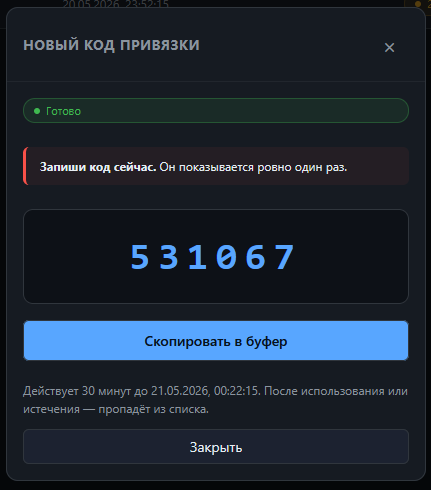 20.05.2026, 23:52:15
НОВЫЙ КОД ПРИВЯЗКИ
Готово
Запиши код сейчас. Он показывается ровно один раз.
531067
Скопировать в буфер
Действует 30 минут до 21.05.2026, 00:22:15. После использования или
истечения — пропадёт из списка.
Закрыть